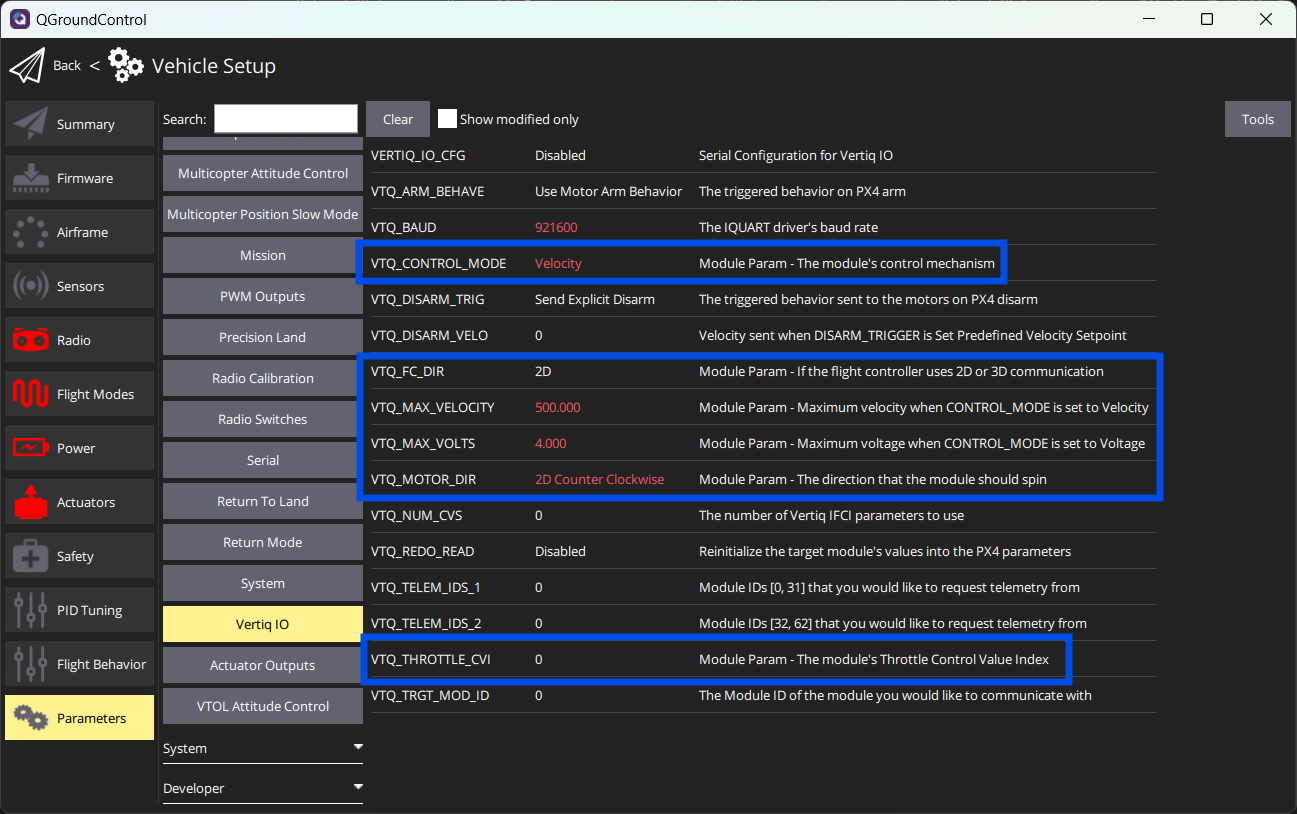 QGroundControl
Back < Vehicle Setup
Summary
Firmware
Airframe
Sensors
Radio
Flight Modes
Power
Actuators
Safety
PID Tuning
Flight Behavior
Parameters
Search: Clear Show modified only Tools
Multicopter Attitude Control
Multicopter Position Slow Mode
Mission
PWM Outputs
Precision Land
Radio Calibration
Radio Switches
Serial
Return To Land
Return Mode
System
Vertiq IO
Actuator Outputs
VTOL Attitude Control
System
Developer
VERTIQ_IO_CFG Disabled Serial Configuration for Vertiq IO
VTQ_ARM_BEHAVE Use Motor Arm Behavior The triggered behavior on PX4 arm
VTQ_BAUD 921600 The IQUART driver's baud rate
VTQ_CONTROL_MODE Velocity Module Param - The module's control mechanism
VTQ_DISARM_TRIG Send Explicit Disarm The triggered behavior sent to the motors on PX4 disarm
VTQ_DISARM_VELO 0 Velocity sent when DISARM_TRIGGER is Set Predefined Velocity Setpoint
VTQ_FC_DIR 2D Module Param - If the flight controller uses 2D or 3D communication
VTQ_MAX_VELOCITY 500.000 Module Param - Maximum velocity when CONTROL_MODE is set to Velocity
VTQ_MAX_VOLTS 4.000 Module Param - Maximum voltage when CONTROL_MODE is set to Voltage
VTQ_MOTOR_DIR 2D Counter Clockwise Module Param - The direction that the module should spin
VTQ_NUM_CVS 0 The number of Vertiq IFCI parameters to use
VTQ_REDO_READ Disabled Reinitialize the target module's values into the PX4 parameters
VTQ_TELEM_IDS_1 0 Module IDs [0, 31] that you would like to request telemetry from
VTQ_TELEM_IDS_2 0 Module IDs [32, 62] that you would like to request telemetry from
VTQ_THROTTLE_CVI 0 Module Param - The module's Throttle Control Value Index
VTQ_TRGT_MOD_ID 0 The Module ID of the module you would like to communicate with